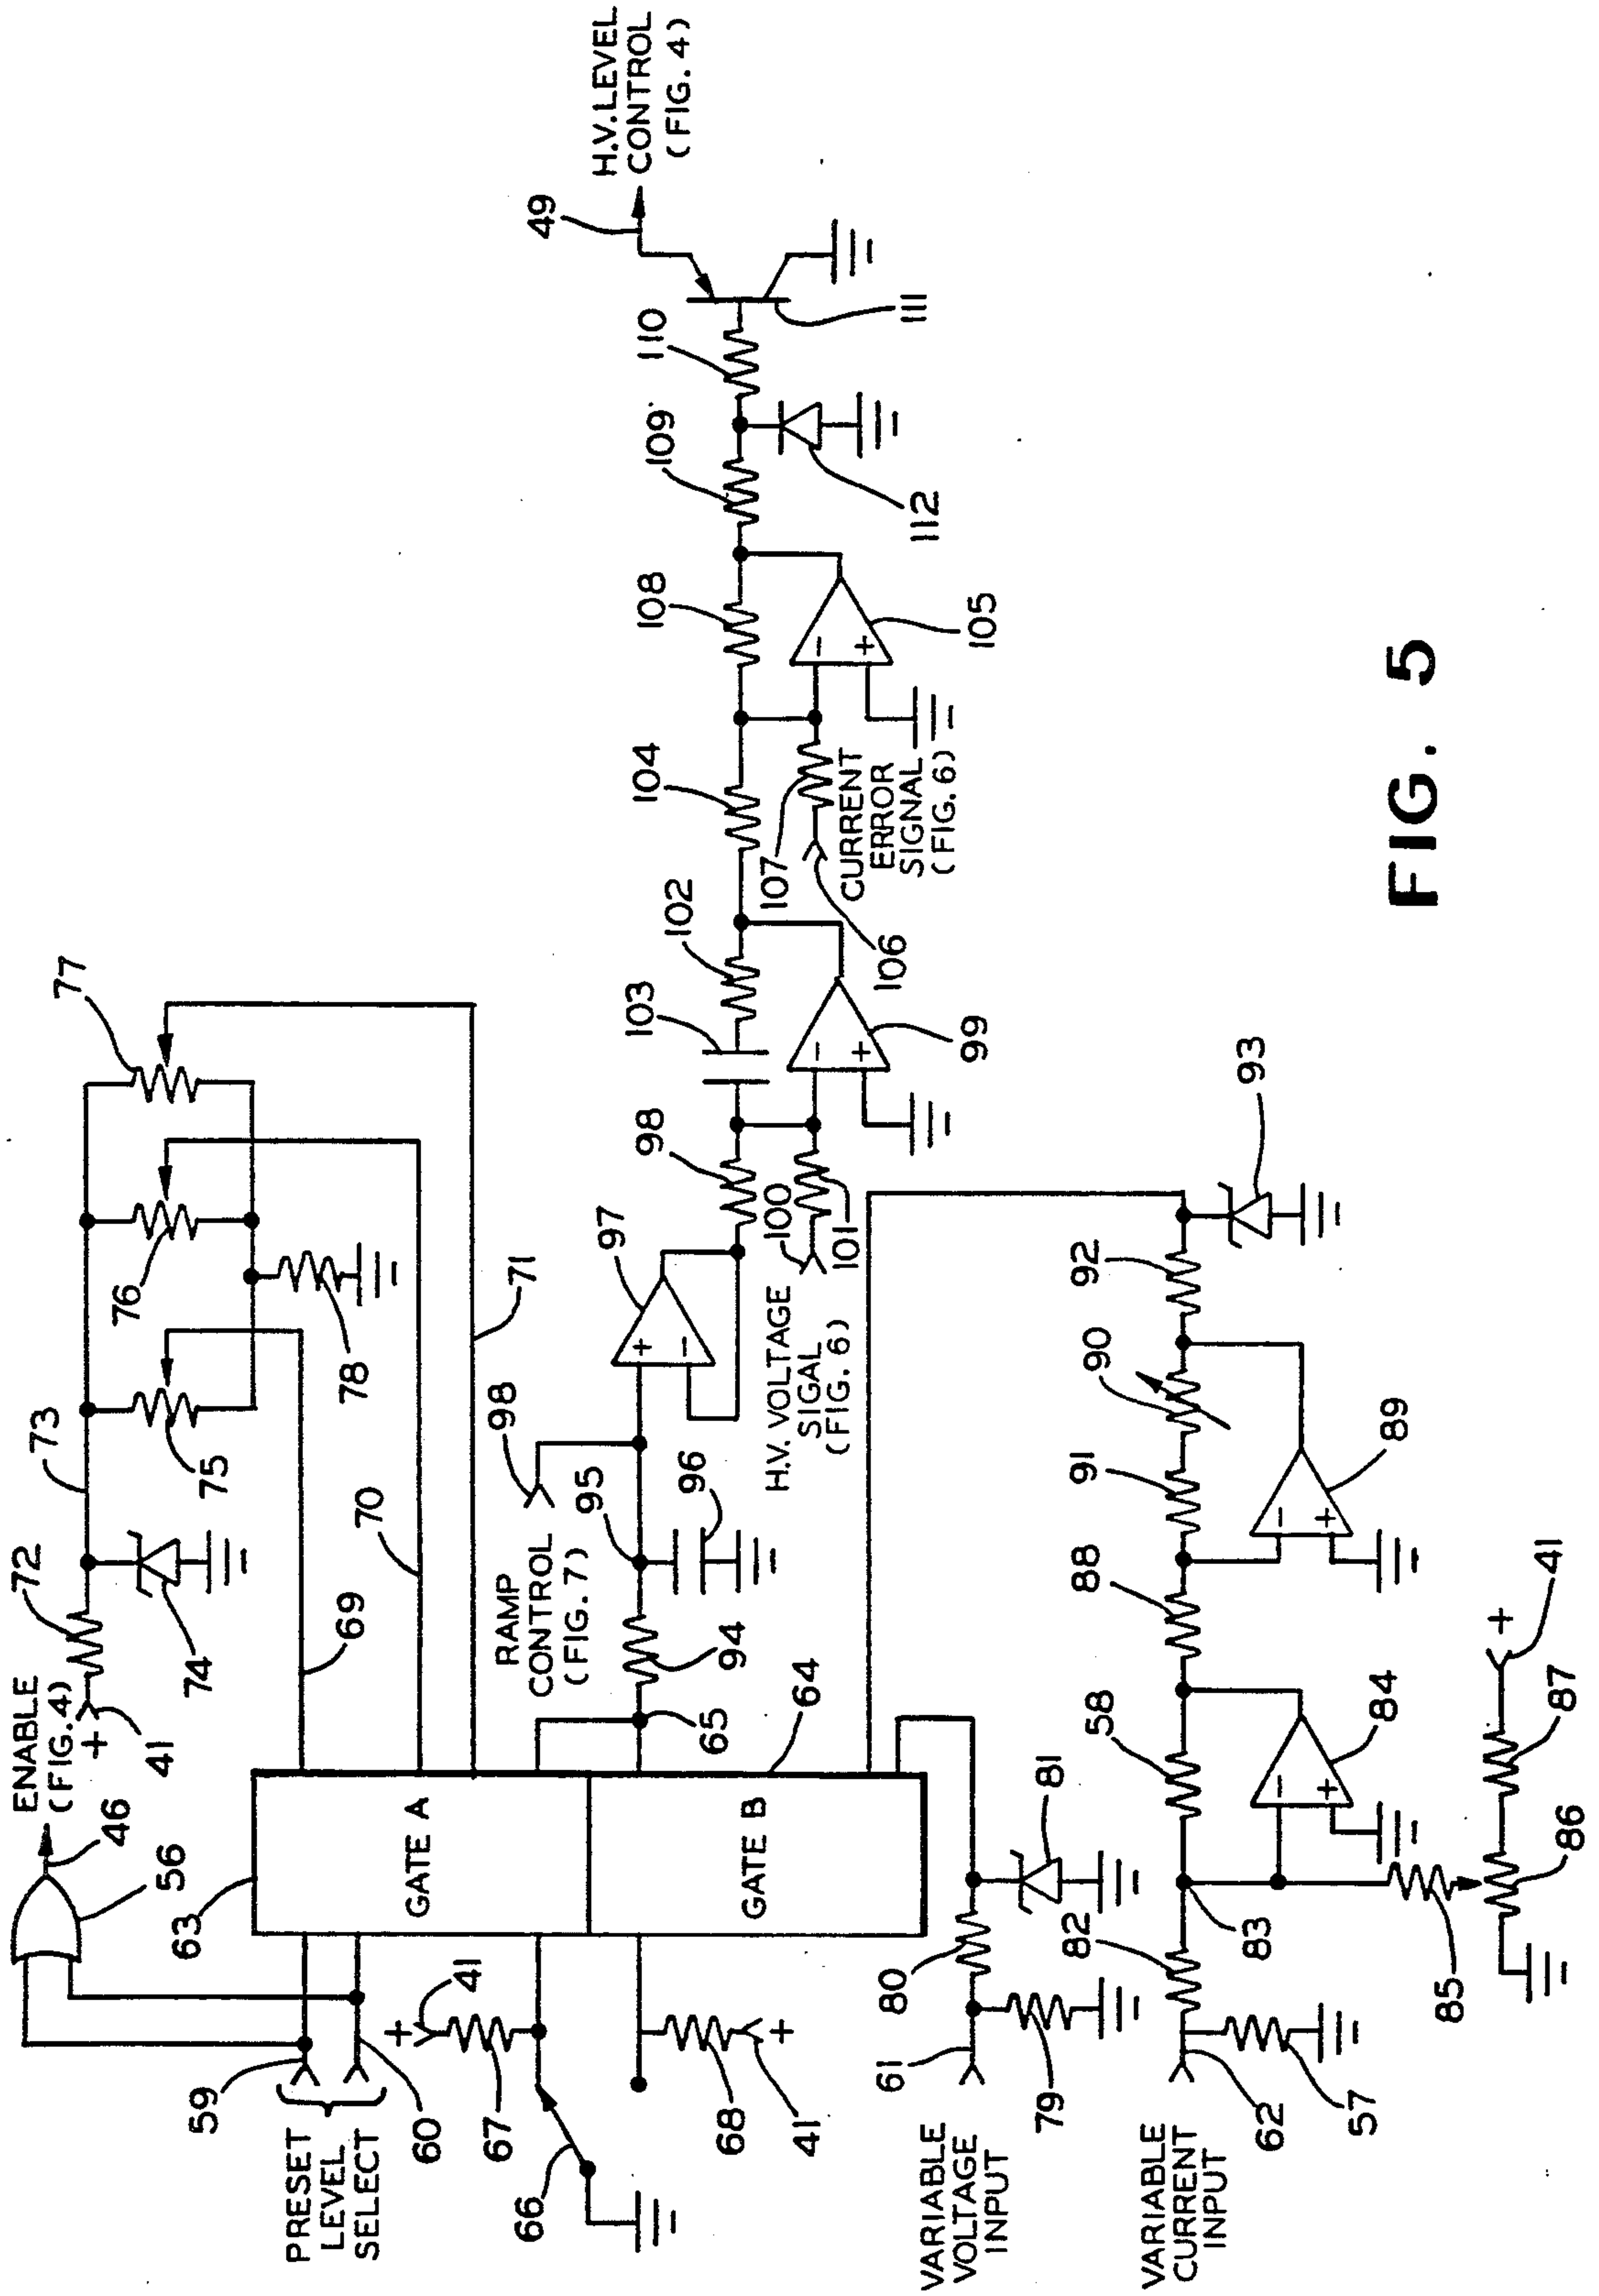 ENABLE
(FIG.4)
46
56
+
41
72
73
74
75
76
77
78
69
70
71
63
GATE A
GATE B
64
65
59
60
PRESET
LEVEL
SELECT
+
41
67
66
68
41
+
RAMP
CONTROL
(FIG. 7)
98
94
95
96
97
+
−
98
100
101
H.V. VOLTAGE
SIGAL
(FIG. 6)
103
102
99
−
+
104
106
107
CURRENT
ERROR
SIGNAL
(FIG. 6)
108
105
−
+
109
112
110
111
49
H.V. LEVEL
CONTROL
(FIG. 4)
VARIABLE
VOLTAGE
INPUT
61
79
80
81
VARIABLE
CURRENT
INPUT
62
57
82
83
58
84
−
+
85
86
87
+
41
88
91
90
89
−
+
92
93
FIG. 5